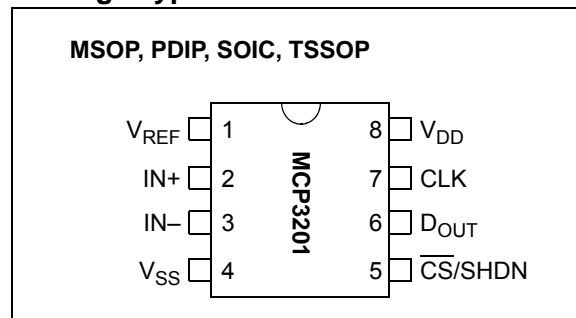 MSOP, PDIP, SOIC, TSSOP
VREF 1 8 VDD
IN+ 2 7 CLK
IN– 3 6 DOUT
VSS 4 5 CS/SHDN
MCP3201